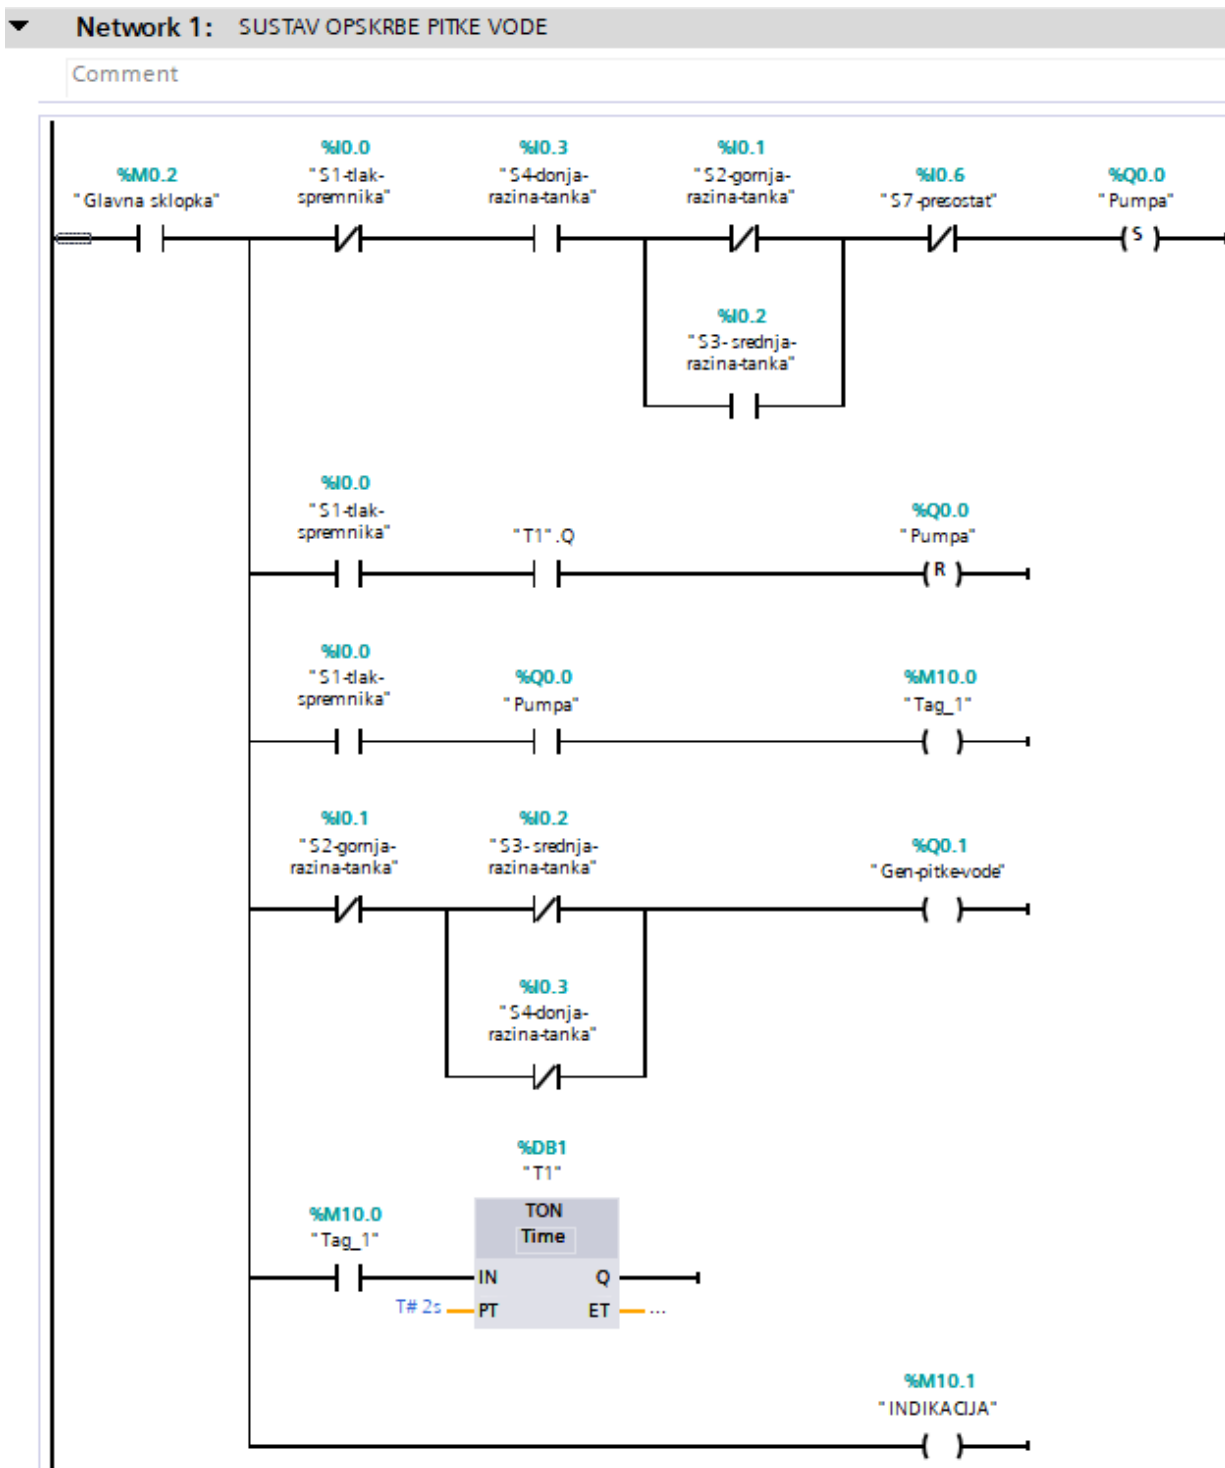 Network 1: SUSTAV OPSKRBE PITKE VODE
Comment
%M0.2
"Glavna sklopka"
%I0.0
"S1-tlak-
spremnika"
%I0.3
"S4-donja-
razina-tanka"
%I0.1
"S2-gornja-
razina-tanka"
%I0.6
"S7-presostat"
%Q0.0
"Pumpa"
S
%I0.2
"S3- srednja-
razina-tanka"
%I0.0
"S1-tlak-
spremnika"
"T1".Q
%Q0.0
"Pumpa"
R
%I0.0
"S1-tlak-
spremnika"
%Q0.0
"Pumpa"
%M10.0
"Tag_1"
%I0.1
"S2-gornja-
razina-tanka"
%I0.2
"S3- srednja-
razina-tanka"
%Q0.1
"Gen-pitke-vode"
%I0.3
"S4-donja-
razina-tanka"
%DB1
"T1"
%M10.0
"Tag_1"
TON
Time
IN Q
T# 2s PT ET ...
%M10.1
"INDIKACIJA"